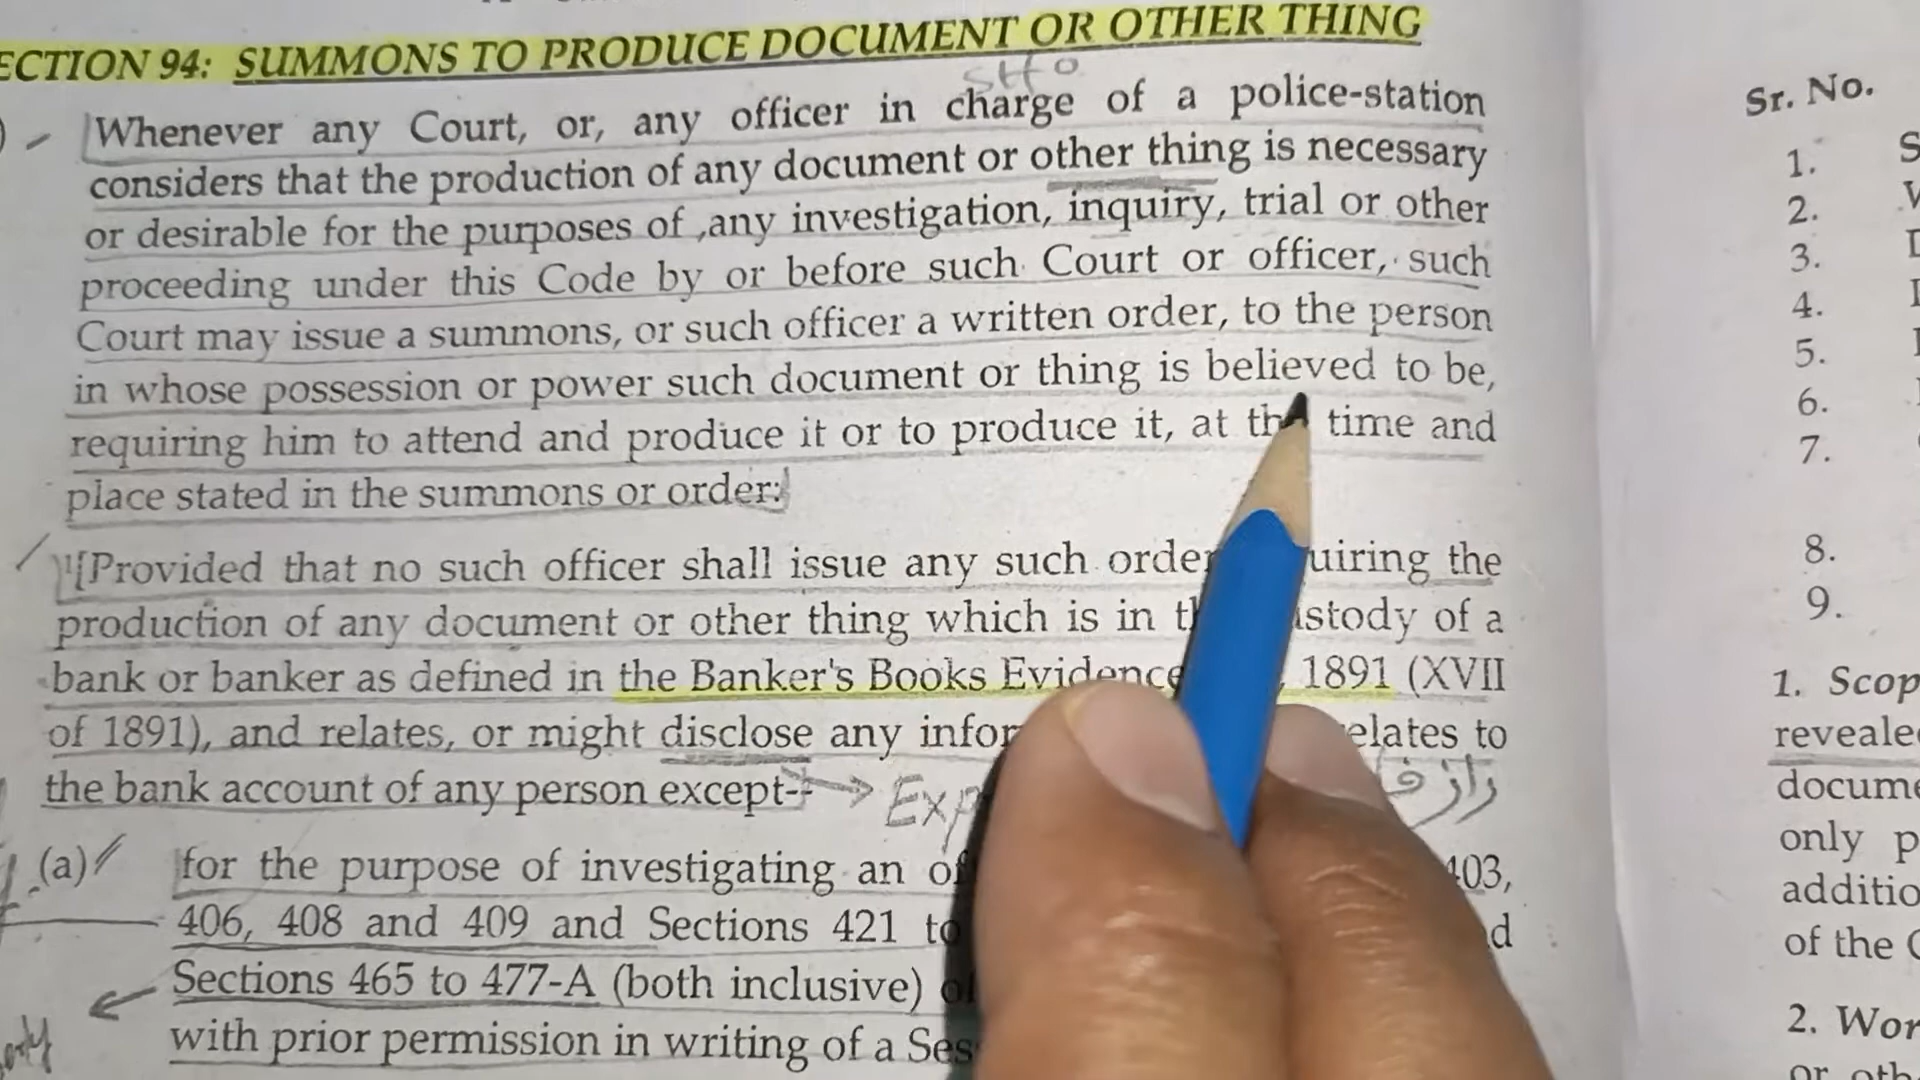 ECTION 94: SUMMONS TO PRODUCE DOCUMENT OR OTHER THING
SHO
) Whenever any Court, or, any officer in charge of a police-station
considers that the production of any document or other thing is necessary
or desirable for the purposes of ,any investigation, inquiry, trial or other
proceeding under this Code by or before such Court or officer, such
Court may issue a summons, or such officer a written order, to the person
in whose possession or power such document or thing is believed to be,
requiring him to attend and produce it or to produce it, at the time and
place stated in the summons or order:
¹[Provided that no such officer shall issue any such order uiring the
production of any document or other thing which is in stody of a
bank or banker as defined in the Banker's Books Evidence 1891 (XVII
of 1891), and relates, or might disclose any infor elates to
the bank account of any person except-- Exp
(a) for the purpose of investigating an of 403,
406, 408 and 409 and Sections 421 to d
Sections 465 to 477-A (both inclusive)
with prior permission in writing of a Ses
Sr. No.
1. S
2.
3.
4.
5.
6.
7.
8.
9.
1. Scop
reveale
docume
only p
additio
of the C
2. Wor
or oth